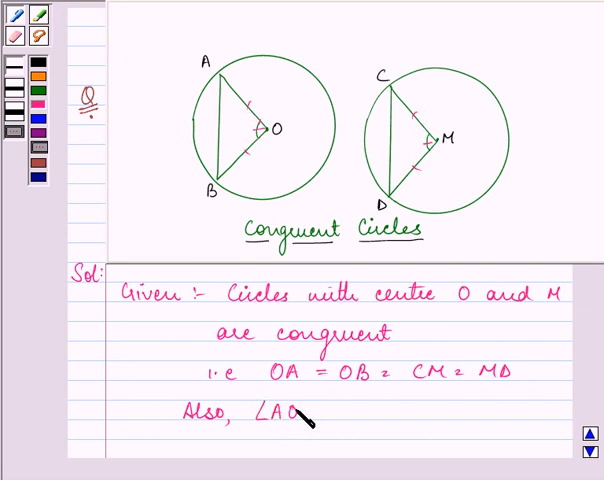 Q
A
O
B
C
M
D
Congruent Circles
Sol:
Given :- Circles with centre O and M
are congruent
i.e OA = OB = CM = MD
Also, ∠AO